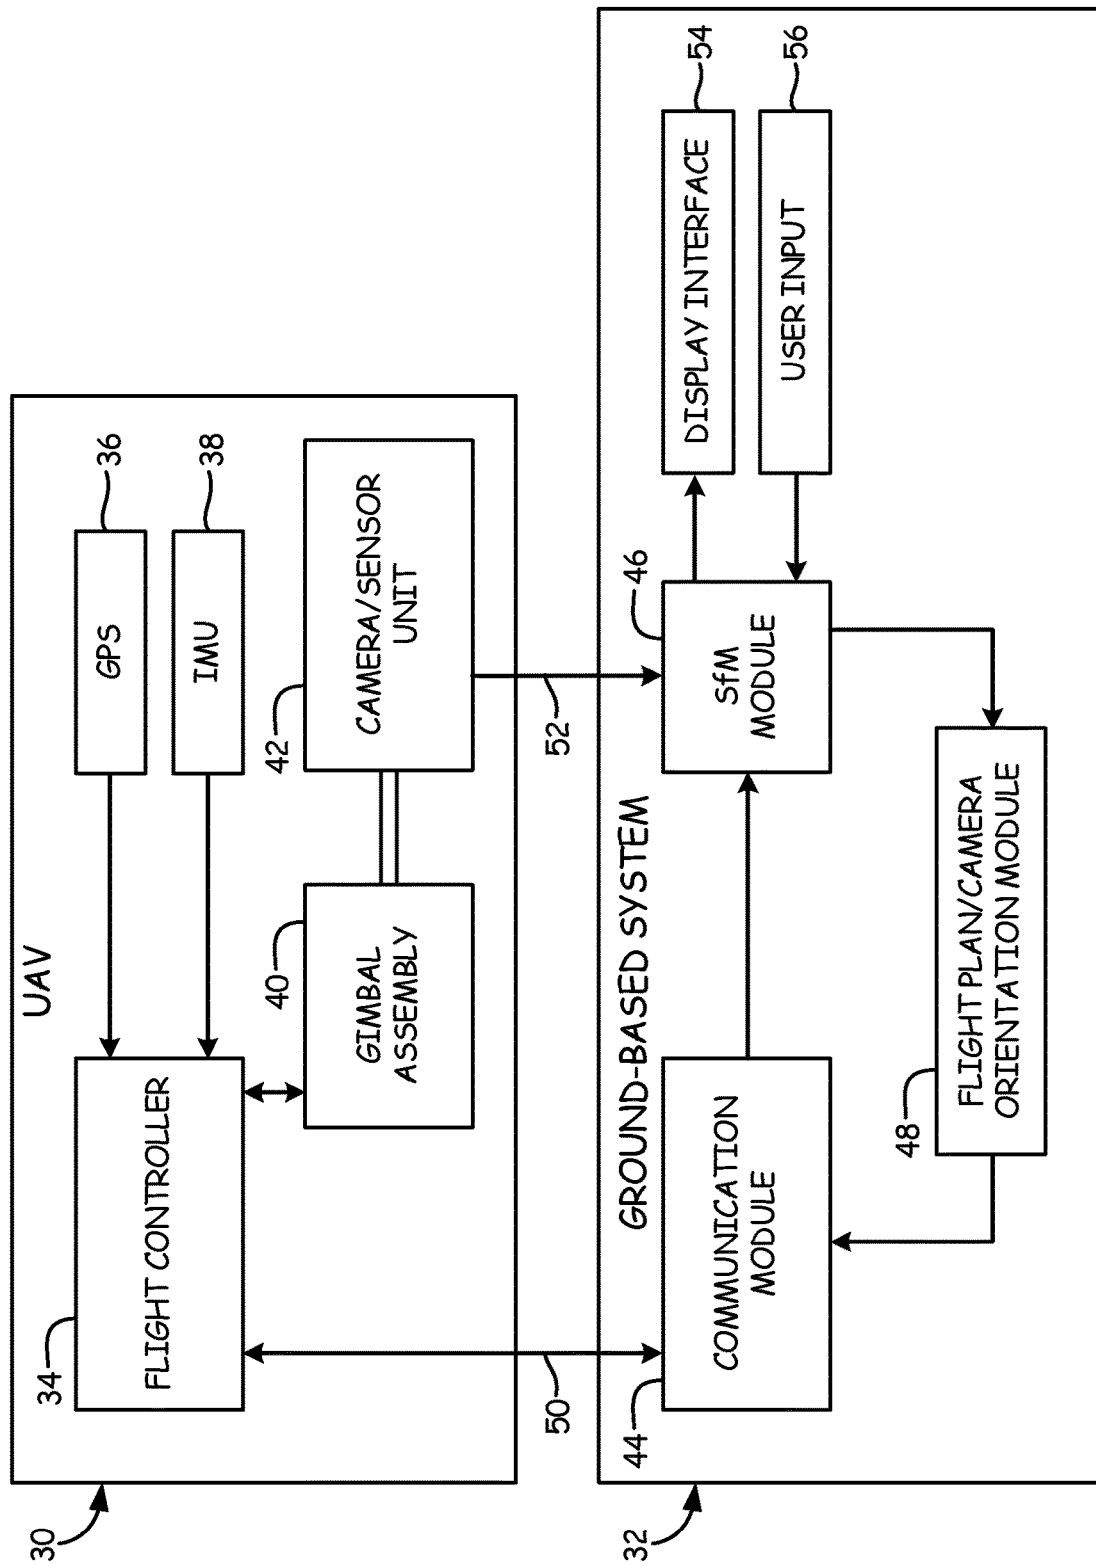 30
UAV
34
FLIGHT CONTROLLER
GPS
36
IMU
38
40
GIMBAL
ASSEMBLY
42
CAMERA/SENSOR
UNIT
50
52
32
GROUND-BASED SYSTEM
44
COMMUNICATION
MODULE
46
SfM
MODULE
DISPLAY INTERFACE
54
USER INPUT
56
48
FLIGHT PLAN/CAMERA
ORIENTATION MODULE